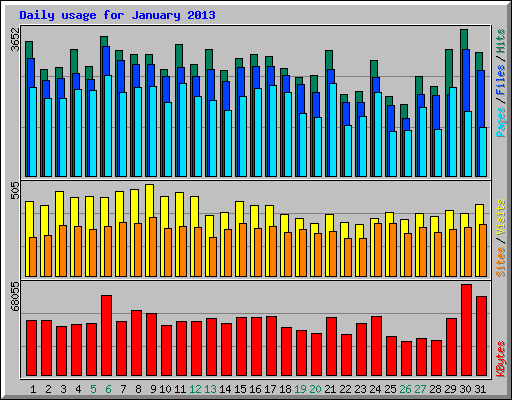 Daily usage for January 2013
3652
Pages / Files / Hits
505
Sites / Visits
68055
KBytes
1 2 3 4 5 6 7 8 9 10 11 12 13 14 15 16 17 18 19 20 21 22 23 24 25 26 27 28 29 30 31